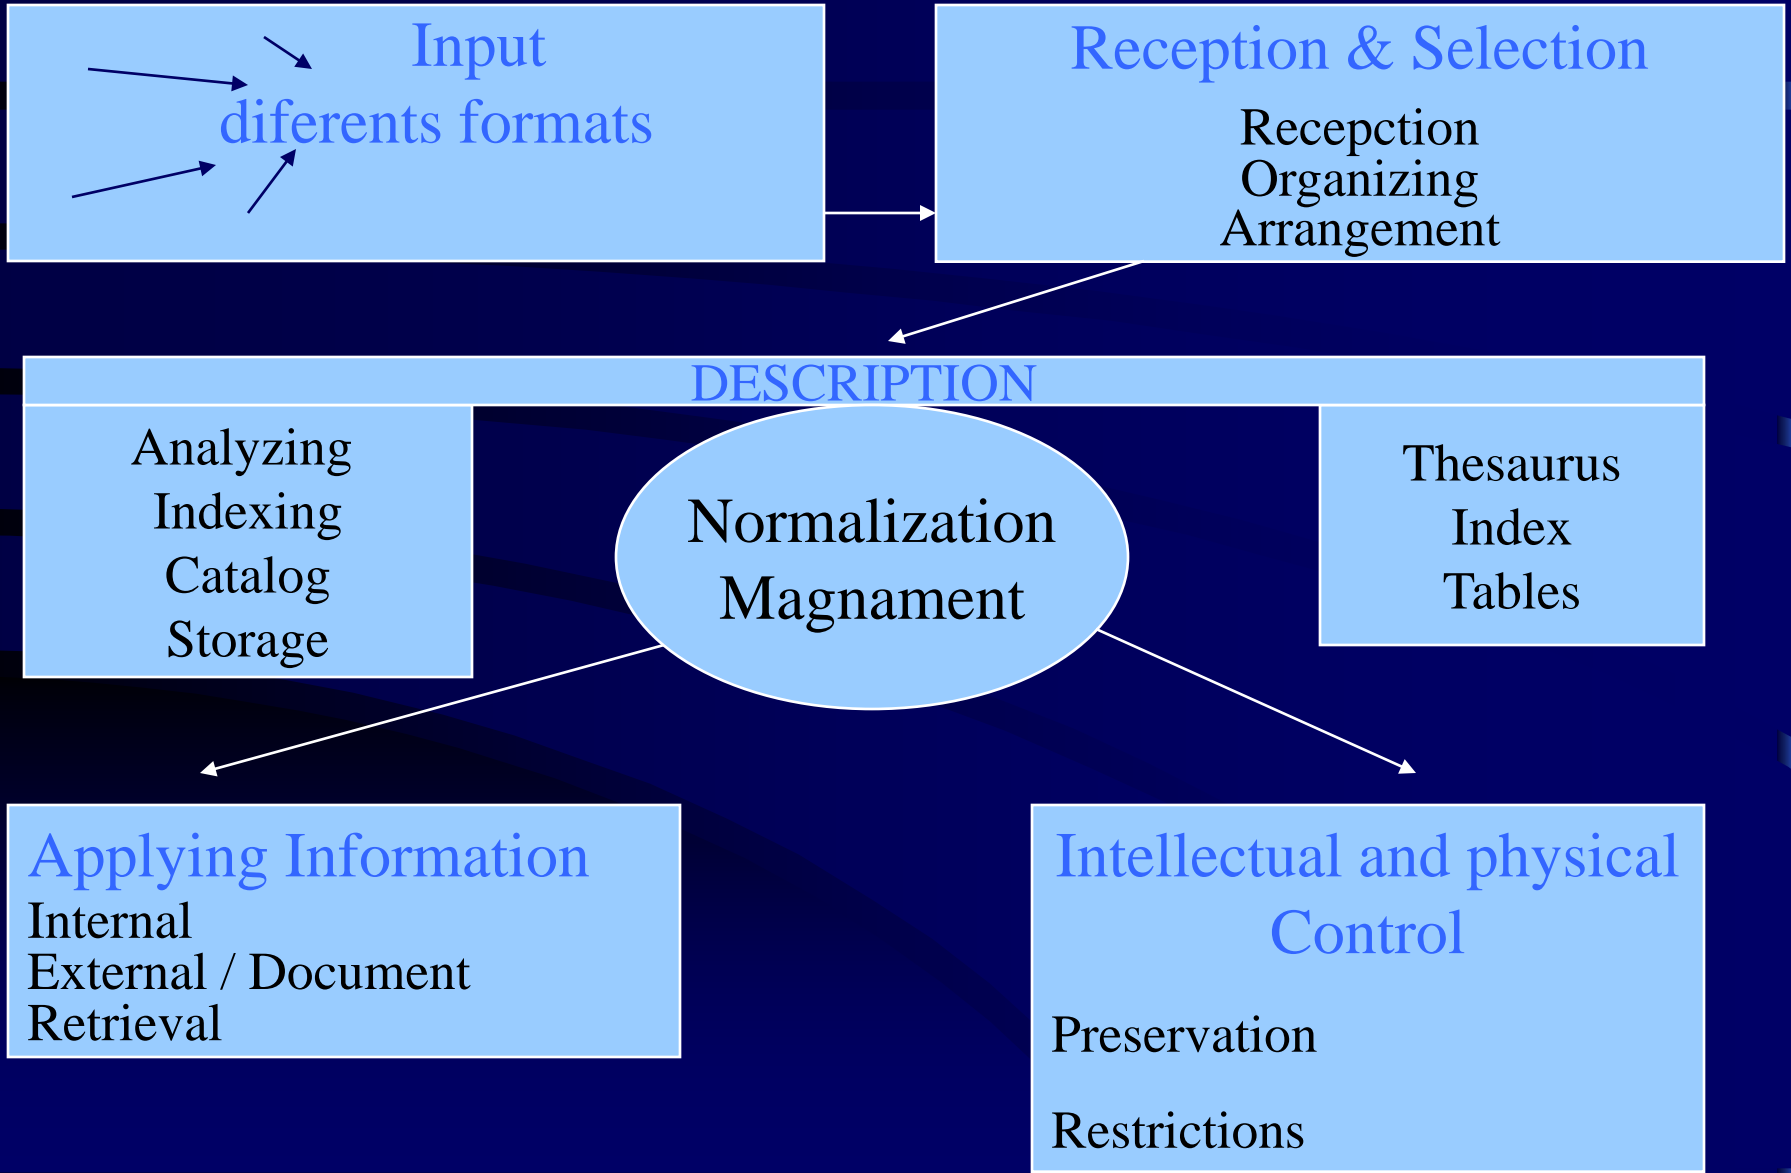 Input
diferents formats
Reception & Selection
Recepction
Organizing
Arrangement
DESCRIPTION
Analyzing
Indexing
Catalog
Storage
Normalization
Magnament
Thesaurus
Index
Tables
Applying Information
Internal
External / Document
Retrieval
Intellectual and physical
Control
Preservation
Restrictions